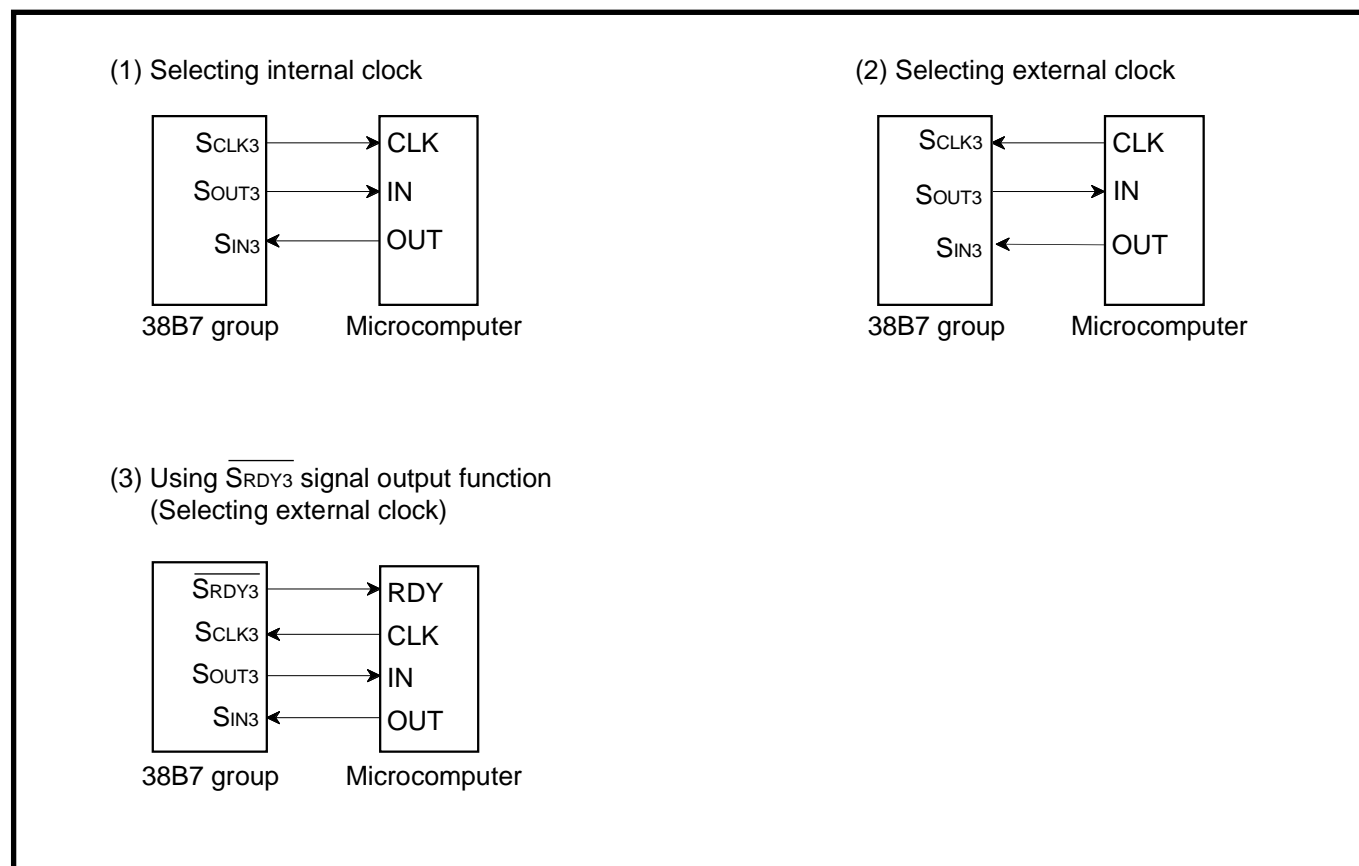 (1) Selecting internal clock
SCLK3 CLK
SOUT3 IN
SIN3 OUT
38B7 group Microcomputer
(2) Selecting external clock
SCLK3 CLK
SOUT3 IN
SIN3 OUT
38B7 group Microcomputer
(3) Using S̅R̅D̅Y̅3̅ signal output function
(Selecting external clock)
S̅R̅D̅Y̅3̅ RDY
SCLK3 CLK
SOUT3 IN
SIN3 OUT
38B7 group Microcomputer